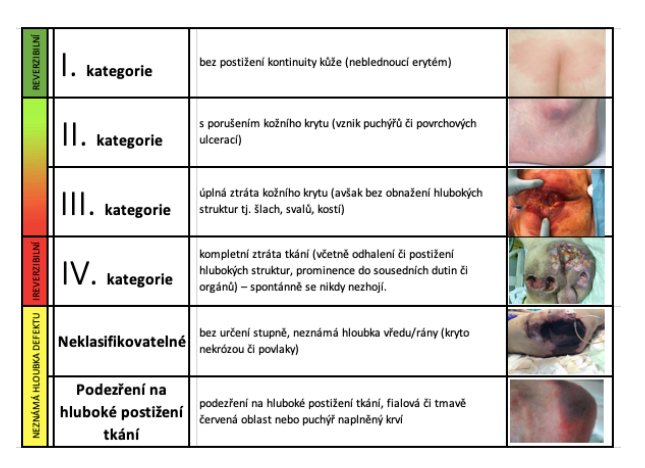 REVERZIBILNÍ
I. kategorie
bez postižení kontinuity kůže (neblednoucí erytém)
II. kategorie
s porušením kožního krytu (vznik puchýřů či povrchových
ulcerací)
III. kategorie
úplná ztráta kožního krytu (avšak bez obnažení hlubokých
struktur tj. šlach, svalů, kostí)
IREVERZIBILNÍ
IV. kategorie
kompletní ztráta tkání (včetně odhalení či postižení
hlubokých struktur, prominence do sousedních dutin či
orgánů) – spontánně se nikdy nezhojí.
NEZNÁMÁ HLOUBKA DEFEKTU
Neklasifikovatelné
bez určení stupně, neznámá hloubka vředu/rány (kryto
nekrózou či povlaky)
Podezření na
hluboké postižení
tkání
podezření na hluboké postižení tkání, fialová či tmavě
červená oblast nebo puchýř naplněný krví